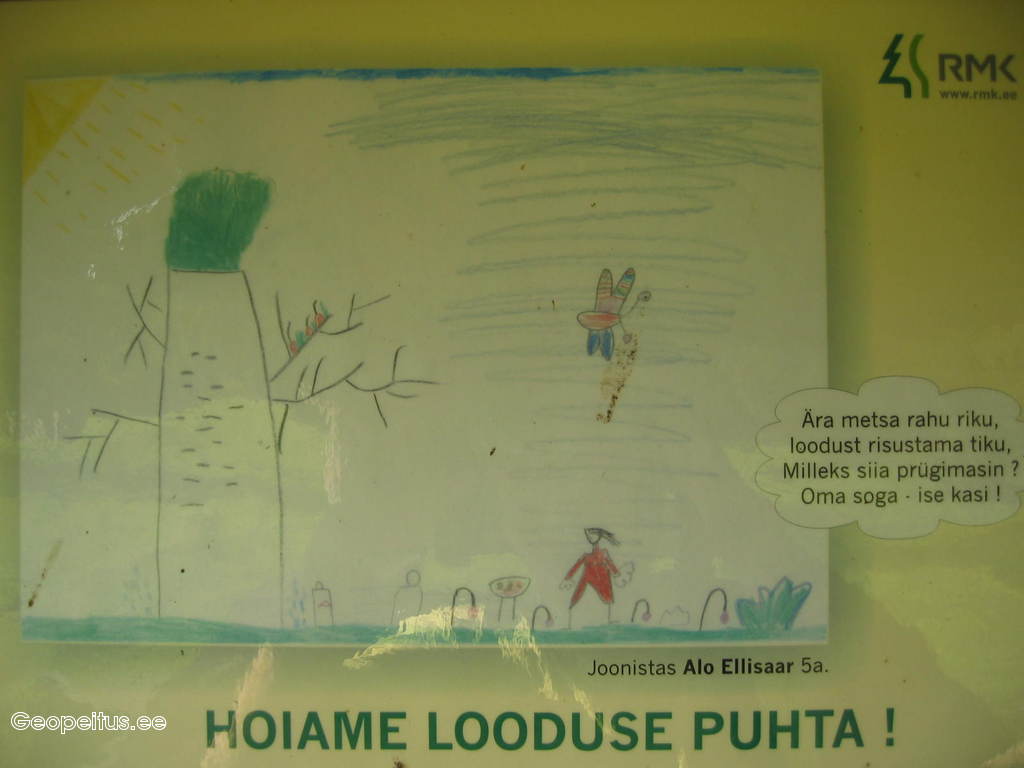 RMK
www.rmk.ee
Ära metsa rahu riku,
loodust risustama tiku,
Milleks siia prügimasin ?
Oma søga - ise kasi !
Joonistas Alo Ellisaar 5a.
HOIAME LOODUSE PUHTA !
Geopeitus.ee